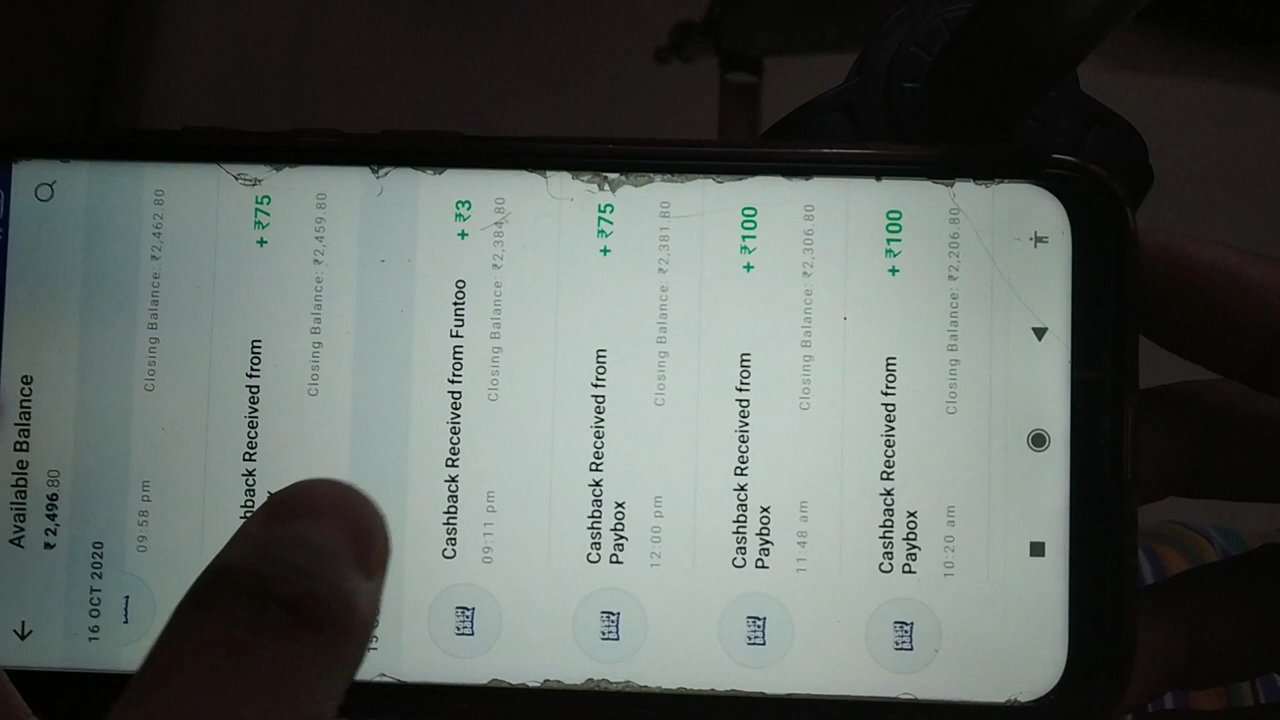 Available Balance
₹ 2,496.80
16 OCT 2020
09:58 pm
Closing Balance: ₹2,462.80
Received from
+ ₹75
Closing Balance: ₹2,459.80
Cashback Received from Funtoo
+ ₹3
09:11 pm
Closing Balance: ₹2,384.80
Cashback Received from
Paybox
+ ₹75
12:00 pm
Closing Balance: ₹2,381.80
Cashback Received from
Paybox
+ ₹100
11:48 am
Closing Balance: ₹2,306.80
Cashback Received from
Paybox
+ ₹100
10:20 am
Closing Balance: ₹2,206.80